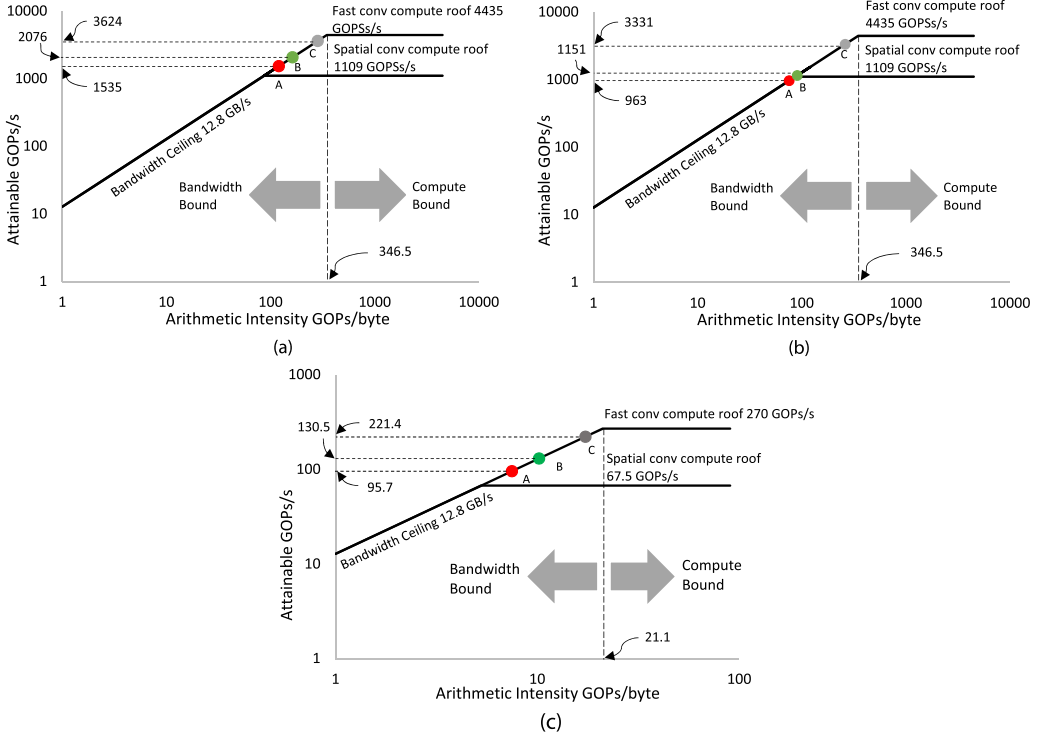 10000
3624
2076
1000
1535
100
10
1
1
10
100
1000
10000
Attainable GOPs/s
Arithmetic Intensity GOPs/byte
Fast conv compute roof 4435
GOPSs/s
Spatial conv compute roof
1109 GOPSs/s
A
B
C
Bandwidth Ceiling 12.8 GB/s
Bandwidth
Bound
Compute
Bound
346.5
(a)
10000
3331
1151
1000
963
100
10
1
1
10
100
1000
10000
Attainable GOPs/s
Arithmetic Intensity GOPs/byte
Fast conv compute roof
4435 GOPSs/s
Spatial conv compute roof
1109 GOPSs/s
A
B
C
Bandwidth Ceiling 12.8 GB/s
Bandwidth
Bound
Compute
Bound
346.5
(b)
1000
130.5
221.4
100
95.7
10
1
1
10
100
Attainable GOPs/s
Arithmetic Intensity GOPs/byte
Fast conv compute roof 270 GOPs/s
Spatial conv compute roof
67.5 GOPs/s
A
B
C
Bandwidth Ceiling 12.8 GB/s
Bandwidth
Bound
Compute
Bound
21.1
(c)